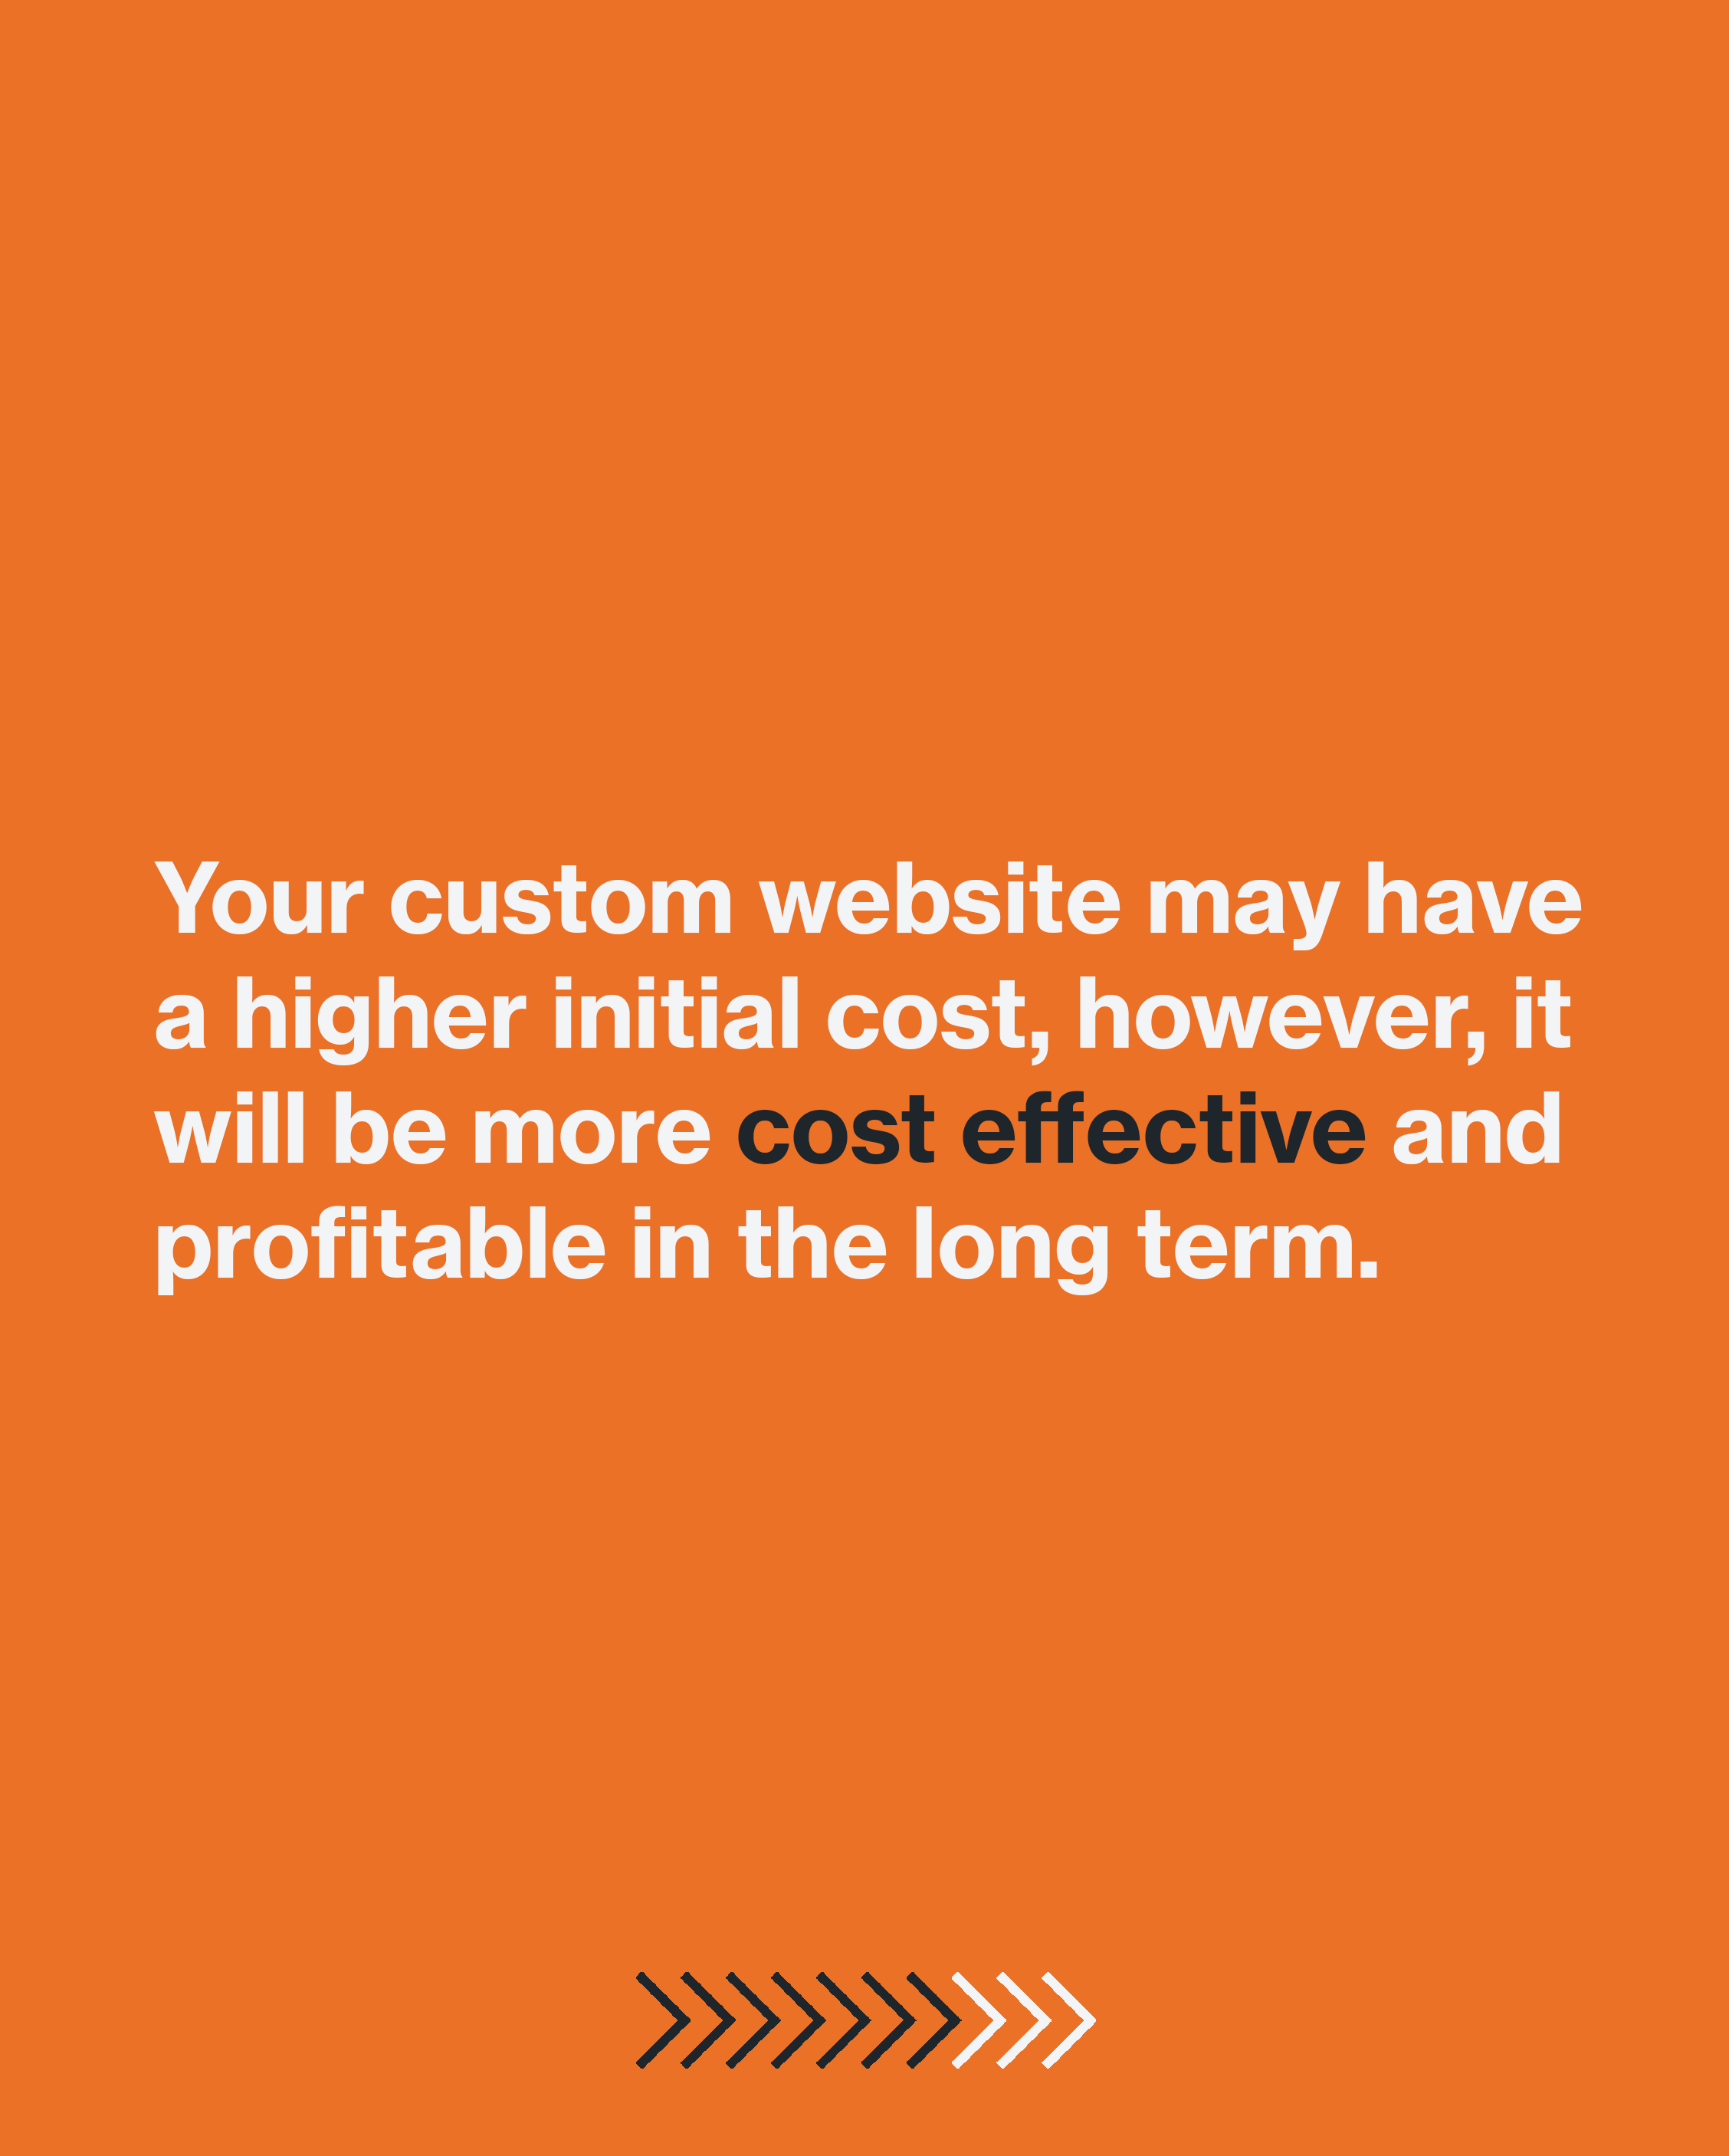 Your custom website may have
a higher initial cost, however, it
will be more cost effective and
profitable in the long term.